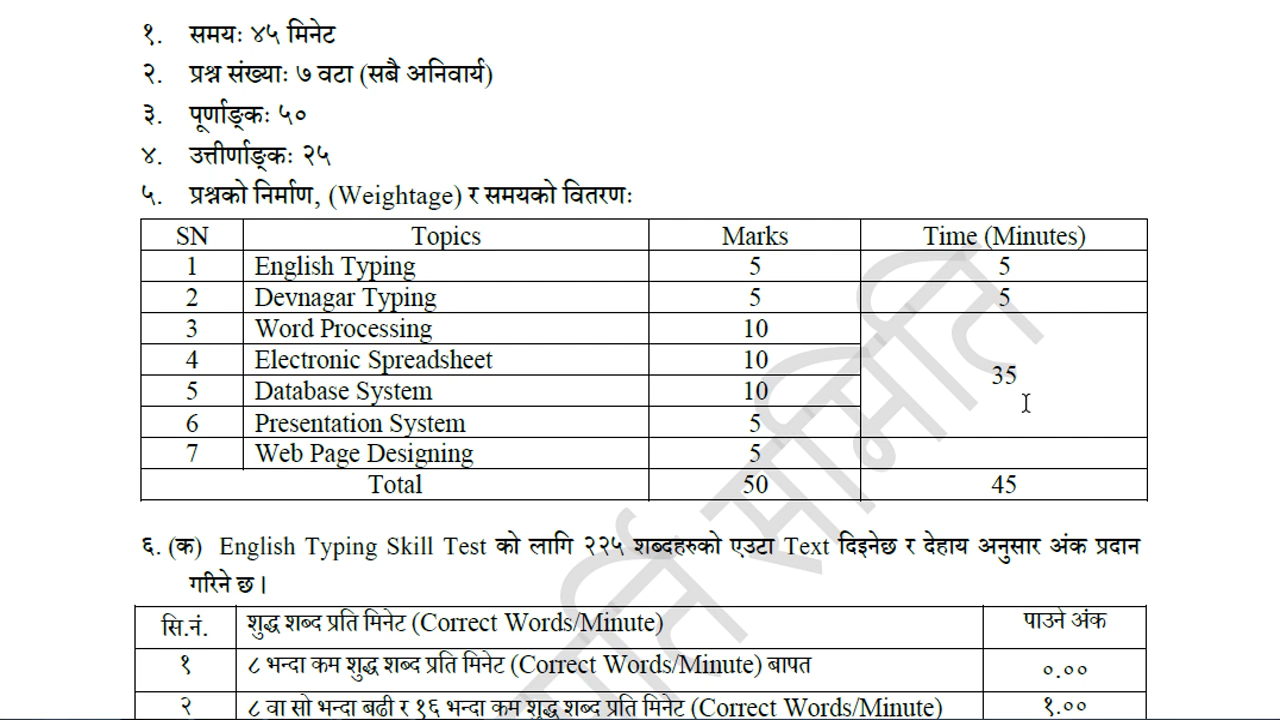 १. समयः ४५ मिनेट
२. प्रश्न संख्याः ७ वटा (सबै अनिवार्य)
३. पूर्णाङ्कः ५०
४. उत्तीर्णाङ्कः २५
५. प्रश्नको निर्माण, (Weightage) र समयको वितरणः
SN Topics Marks Time (Minutes)
1 English Typing 5 5
2 Devnagar Typing 5 5
3 Word Processing 10
4 Electronic Spreadsheet 10
35
5 Database System 10
6 Presentation System 5
7 Web Page Designing 5
Total 50 45
६. (क) English Typing Skill Test को लागि २२५ शब्दहरुको एउटा Text दिइनेछ र देहाय अनुसार अंक प्रदान
गरिने छ।
सि.नं. शुद्ध शब्द प्रति मिनेट (Correct Words/Minute) पाउने अंक
१ ८ भन्दा कम शुद्ध शब्द प्रति मिनेट (Correct Words/Minute) बापत ०.००
२ ८ वा सो भन्दा बढी र १६ भन्दा कम शुद्ध शब्द प्रति मिनेट (Correct Words/Minute) १.००
समिति